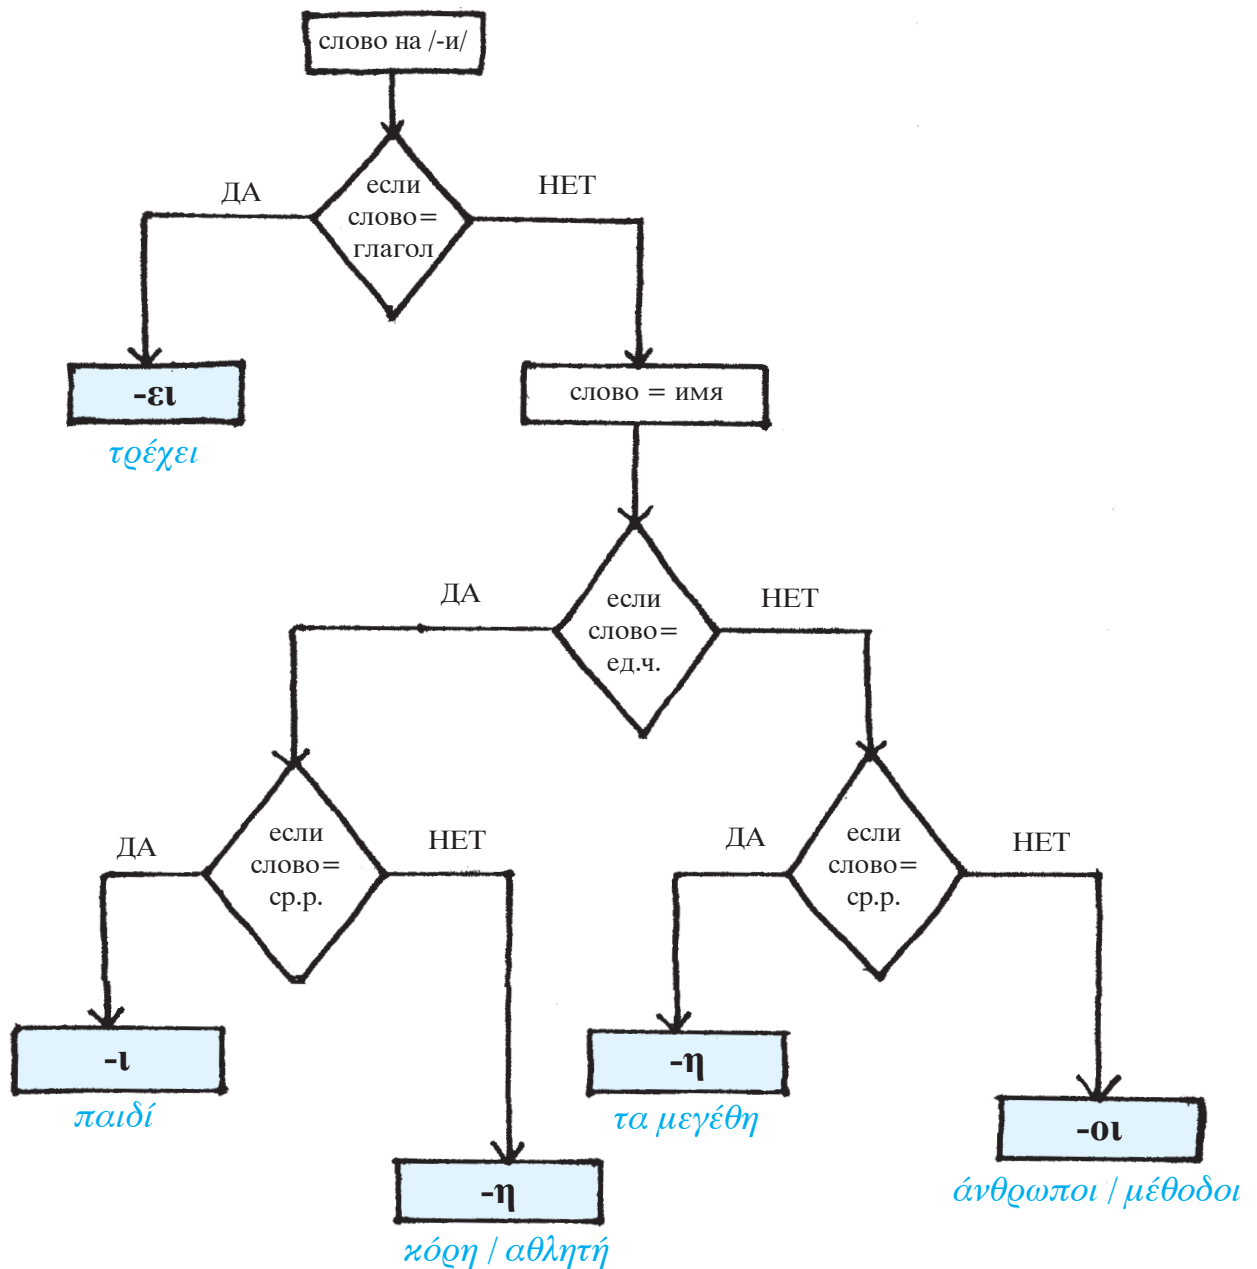 слово на /-и/
ДА
НЕТ
если
слово=
глагол
-ει
τρέχει
слово = имя
ДА
НЕТ
если
слово=
ед.ч.
ДА
НЕТ
если
слово=
ср.р.
ДА
НЕТ
если
слово=
ср.р.
-ι
παιδί
-η
κόρη / αθλητή
-η
τα μεγέθη
-οι
άνθρωποι / μέθοδοι